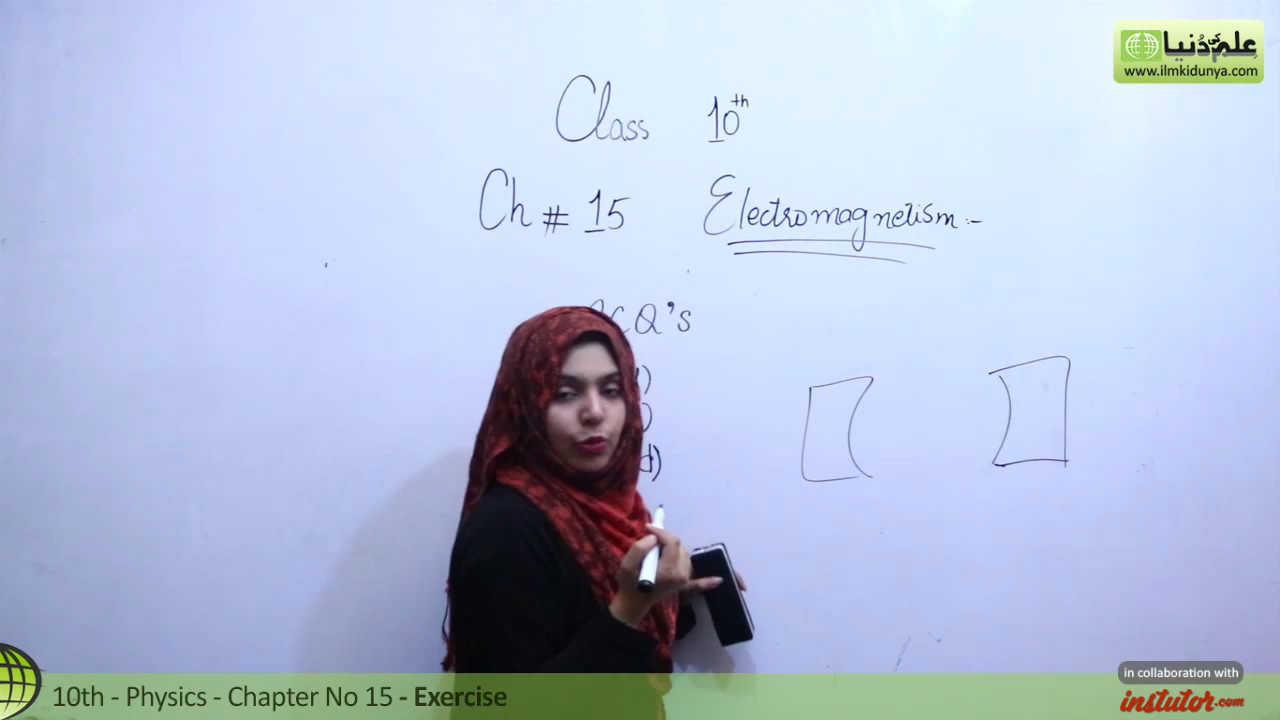 علم کی دُنیا
www.ilmkidunya.com
Class 10th
Ch # 15 Electromagnetism:-
CQ's
d)
10th - Physics - Chapter No 15 - Exercise
in collaboration with
instutor.com